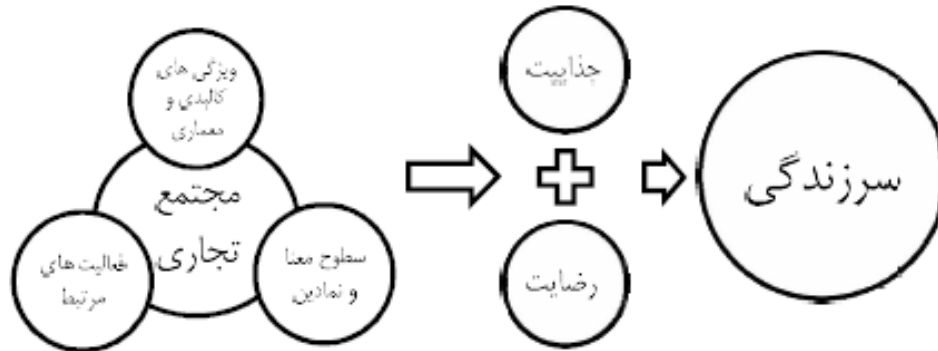 ویژگی های
کالبدی و
معماری
مجتمع
تجاری
فعالیت های
مرتبط
سطوح معنا
و نمادین
جذابیت
رضایت
سرزندگی